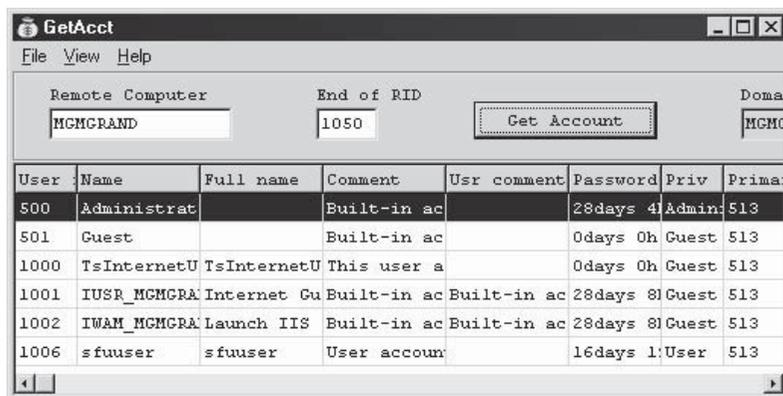 GetAcct
File View Help
Remote Computer End of RID Doma
MGMGRAND 1050 Get Account MGMG
User Name Full name Comment Usr comment Password Priv Prima
500 Administrat Built-in ac 28days 4 Admin 513
501 Guest Built-in ac 0days 0h Guest 513
1000 TsInternetU TsInternetU This user a 0days 0h Guest 513
1001 IUSR_MGMGRA Internet Gu Built-in ac Built-in ac 28days 8 Guest 513
1002 IWAM_MGMGRA Launch IIS Built-in ac Built-in ac 28days 8 Guest 513
1006 sfuuser sfuuser User accoun 16days 1 User 513